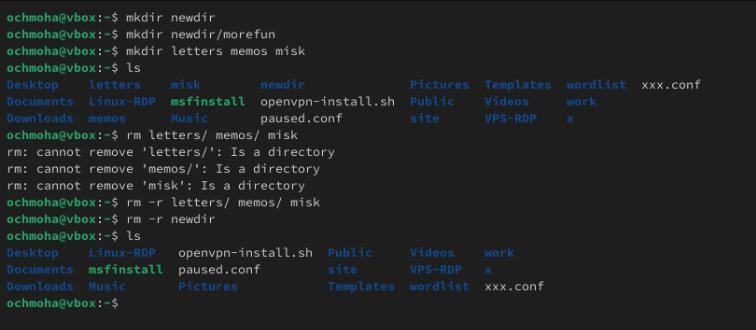 ochmoha@vbox:~$ mkdir newdir
ochmoha@vbox:~$ mkdir newdir/morefun
ochmoha@vbox:~$ mkdir letters memos misk
ochmoha@vbox:~$ ls
Desktop    letters    misk       newdir              Pictures  Templates  wordlist  xxx.conf
Documents  Linux-RDP  msfinstall openvpn-install.sh  Public    Videos     work
Downloads  memos      Music      paused.conf         site      VPS-RDP    x
ochmoha@vbox:~$ rm letters/ memos/ misk
rm: cannot remove 'letters/': Is a directory
rm: cannot remove 'memos/': Is a directory
rm: cannot remove 'misk': Is a directory
ochmoha@vbox:~$ rm -r letters/ memos/ misk
ochmoha@vbox:~$ rm -r newdir
ochmoha@vbox:~$ ls
Desktop    Linux-RDP   openvpn-install.sh  Public     Videos    work
Documents  msfinstall  paused.conf         site       VPS-RDP   x
Downloads  Music       Pictures            Templates  wordlist  xxx.conf
ochmoha@vbox:~$